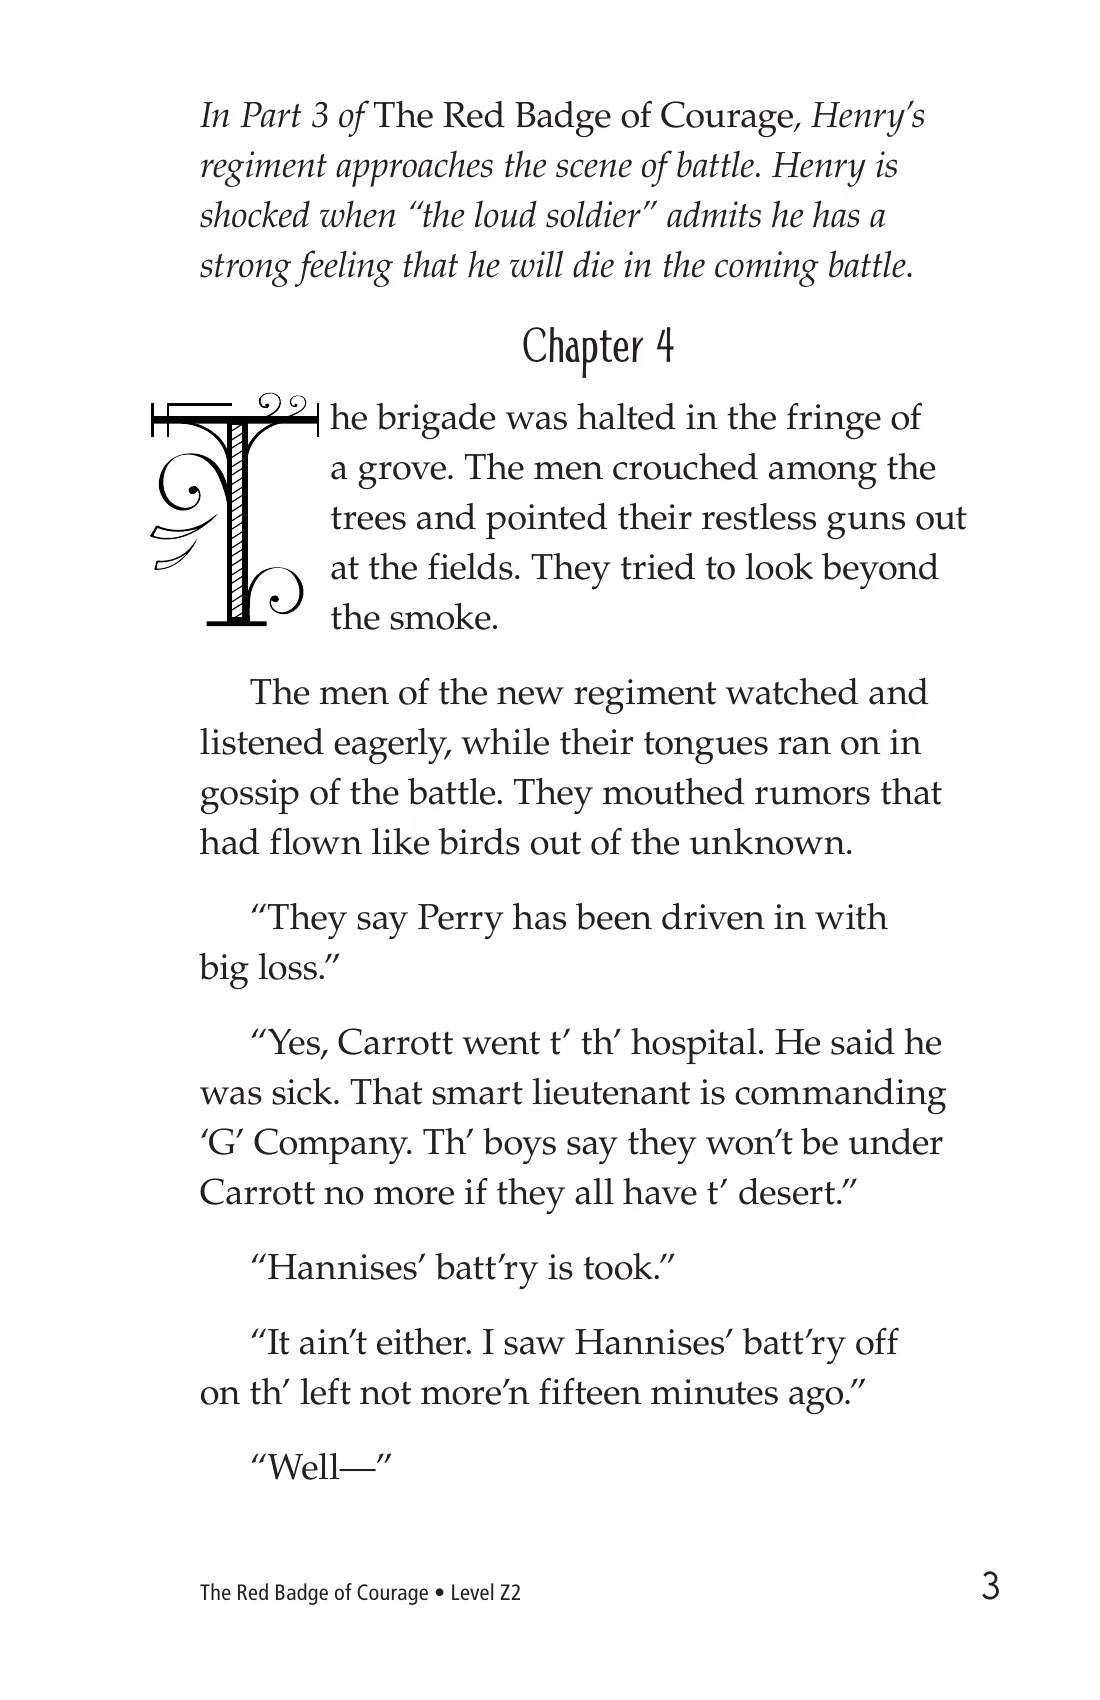 In Part 3 of The Red Badge of Courage, Henry’s
regiment approaches the scene of battle. Henry is
shocked when “the loud soldier” admits he has a
strong feeling that he will die in the coming battle.
Chapter 4
The brigade was halted in the fringe of
a grove. The men crouched among the
trees and pointed their restless guns out
at the fields. They tried to look beyond
the smoke.
The men of the new regiment watched and
listened eagerly, while their tongues ran on in
gossip of the battle. They mouthed rumors that
had flown like birds out of the unknown.
“They say Perry has been driven in with
big loss.”
“Yes, Carrott went t’ th’ hospital. He said he
was sick. That smart lieutenant is commanding
‘G’ Company. Th’ boys say they won’t be under
Carrott no more if they all have t’ desert.”
“Hannises’ batt’ry is took.”
“It ain’t either. I saw Hannises’ batt’ry off
on th’ left not more’n fifteen minutes ago.”
“Well—”
The Red Badge of Courage • Level Z2
3